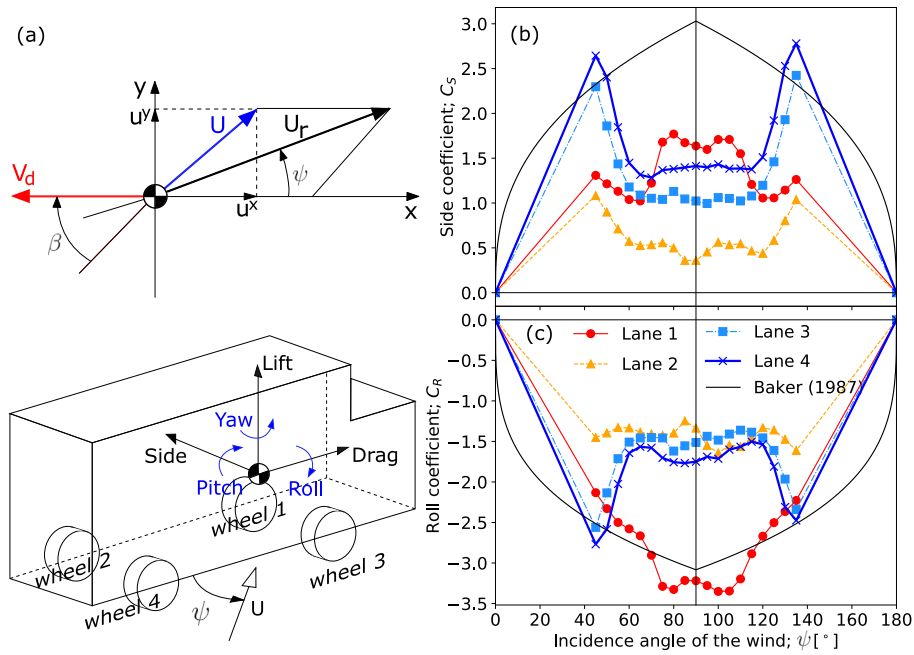 (a)
y
u^y
U
U_r
ψ
V_d
β
u^x
x
Lift
Yaw
Side
Drag
Pitch
Roll
wheel 1
wheel 2
wheel 3
wheel 4
ψ
U
(b)
Side coefficient; C_S
3.0
2.5
2.0
1.5
1.0
0.5
0.0
(c)
Lane 1
Lane 2
Lane 3
Lane 4
Baker (1987)
Roll coefficient; C_R
0.0
−0.5
−1.0
−1.5
−2.0
−2.5
−3.0
−3.5
0 20 40 60 80 100 120 140 160 180
Incidence angle of the wind; ψ[°]